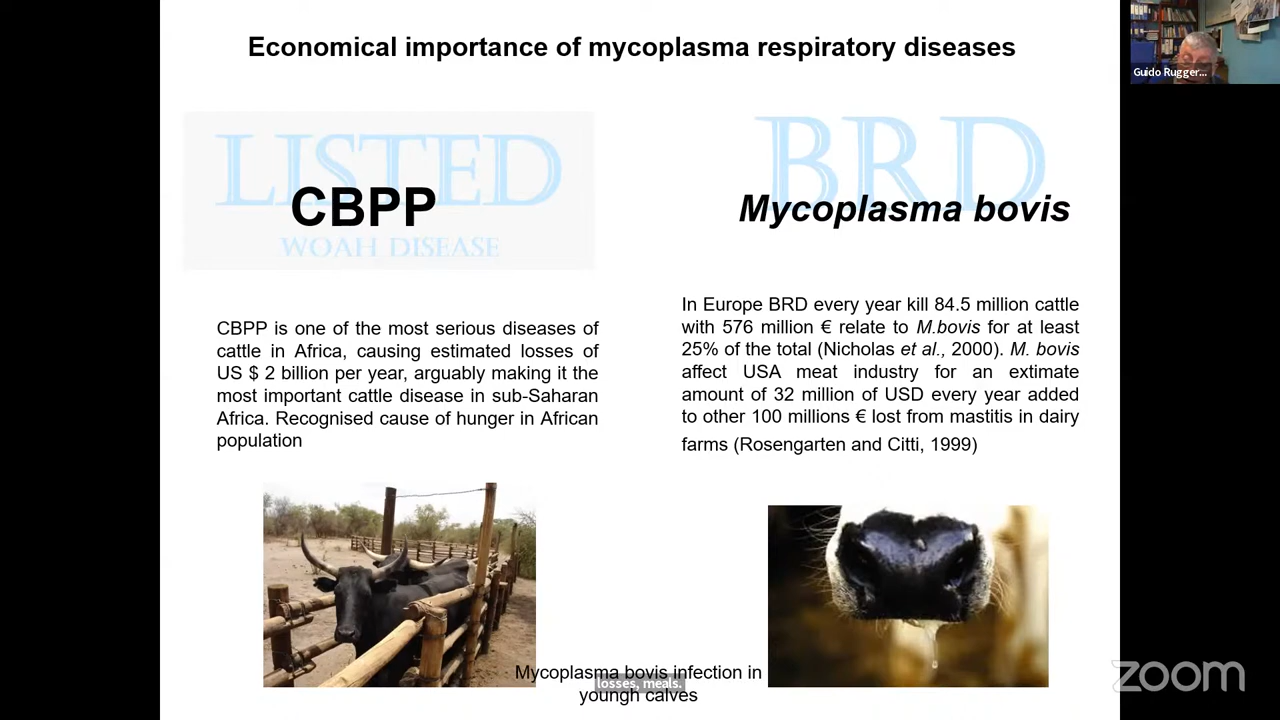 Economical importance of mycoplasma respiratory diseases
Guido Rugger...
LISTED
CBPP
WOAH DISEASE
BRD
Mycoplasma bovis
CBPP is one of the most serious diseases of
cattle in Africa, causing estimated losses of
US $ 2 billion per year, arguably making it the
most important cattle disease in sub-Saharan
Africa. Recognised cause of hunger in African
population
In Europe BRD every year kill 84.5 million cattle
with 576 million € relate to M.bovis for at least
25% of the total (Nicholas et al., 2000). M. bovis
affect USA meat industry for an extimate
amount of 32 million of USD every year added
to other 100 millions € lost from mastitis in dairy
farms (Rosengarten and Citti, 1999)
Mycoplasma bovis infection in
losses, meals.
youngh calves
zoom